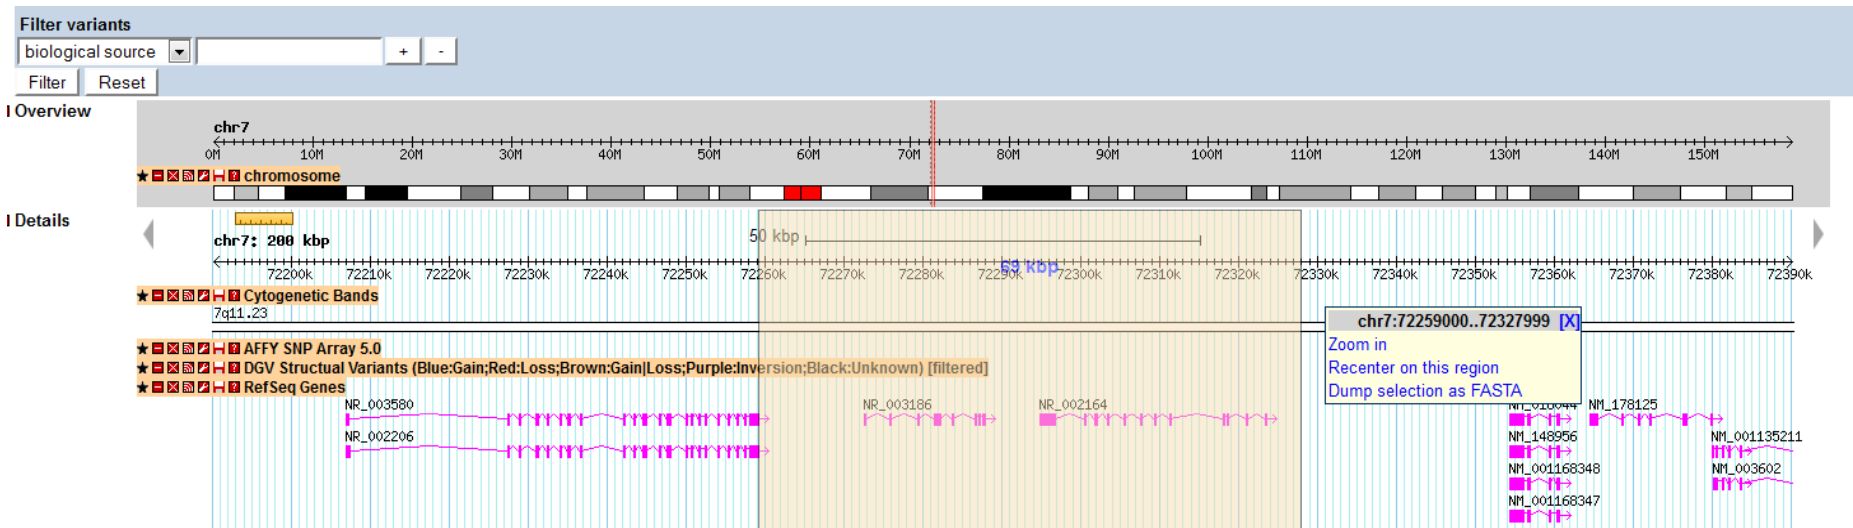 Filter variants
biological source + -
Filter Reset
Overview
chr7
0M 10M 20M 30M 40M 50M 60M 70M 80M 90M 100M 110M 120M 130M 140M 150M
chromosome
Details
50 kbp
chr7: 200 kbp
69 kbp
72200k 72210k 72220k 72230k 72240k 72250k 72260k 72270k 72280k 72290k 72300k 72310k 72320k 72330k 72340k 72350k 72360k 72370k 72380k 72390k
Cytogenetic Bands
7q11.23
chr7:72259000..72327999 [X]
Zoom in
AFFY SNP Array 5.0
DGV Structual Variants (Blue:Gain;Red:Loss;Brown:Gain|Loss;Purple:Inversion;Black:Unknown) [filtered]
Recenter on this region
RefSeq Genes
Dump selection as FASTA
NR_003580 NR_003186 NR_002164 NM_178125
NR_002206 NM_148956 NM_001135211
NM_001168348 NM_003602
NM_001168347